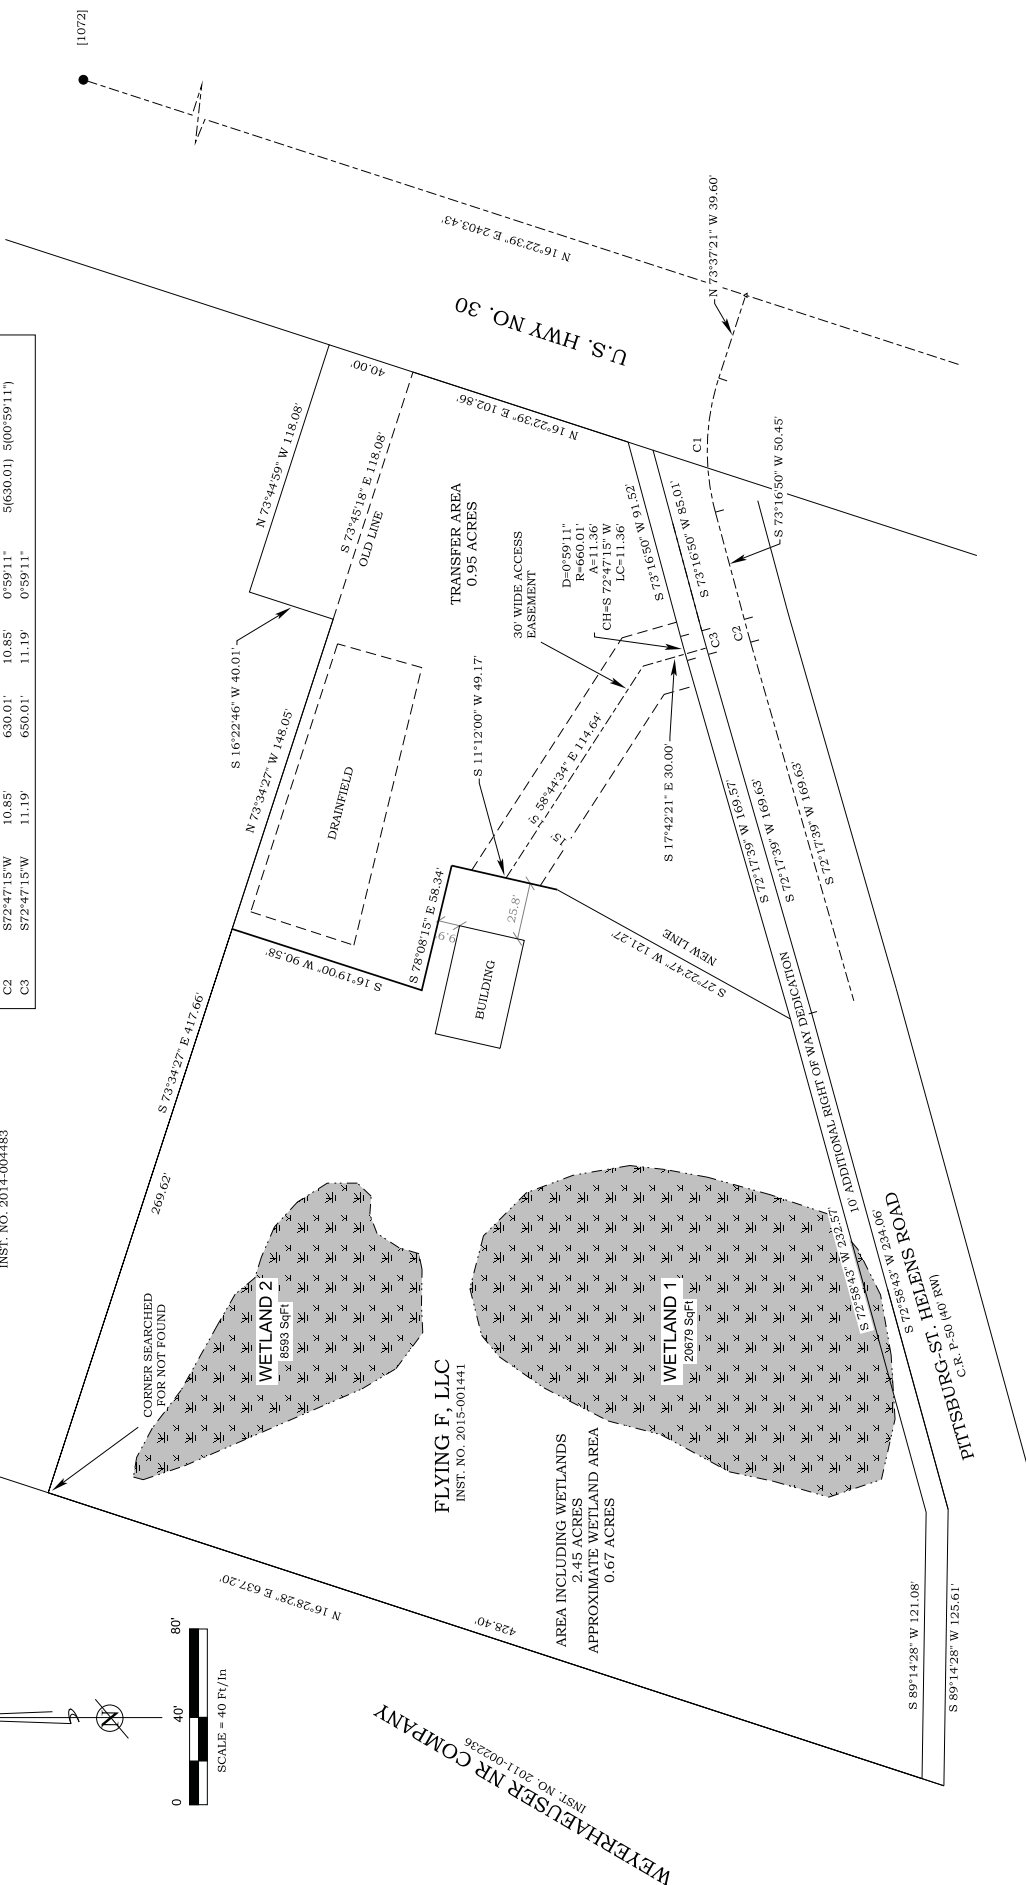 [1072]
C2 S72°47'15"W 10.85' 630.01' 10.85' 0°59'11" 5(630.01) 5(00°59'11")
C3 S72°47'15"W 11.19' 650.01' 11.19' 0°59'11"
INST. NO. 2014-004483
N 16°22'39" E 2403.43'
U.S. HWY NO. 30
N 73°37'21" W 39.60'
40.00'
N 16°22'39" E 102.86'
N 73°44'59" W 118.08'
S 73°45'18" E 118.08'
OLD LINE
C1
S 73°16'50" W 50.45'
TRANSFER AREA
0.95 ACRES
S 16°22'46" W 40.01'
30' WIDE ACCESS
EASEMENT
D=0°59'11"
R=660.01'
A=11.36'
CH=S 72°47'15" W
LC=11.36'
S 73°16'50" W 91.52'
S 73°16'50" W 85.01'
C3
C2
N 73°34'27" W 148.05'
DRAINFIELD
S 11°12'00" W 49.17'
15'
58°44'34" E 114.64'
15'
S 17°42'21" E 30.00'
S 72°17'39" W 169.57'
S 72°17'39" W 169.63'
S 72°17'39" W 169.63'
S 16°19'00" W 90.58'
S 78°08'15" E 58.34'
9.9'
25.8'
BUILDING
NEW LINE
S 27°22'47" W 121.27'
S 73°34'27" E 417.66'
269.62'
10' ADDITIONAL RIGHT OF WAY DEDICATION
CORNER SEARCHED
FOR NOT FOUND
WETLAND 2
8593 SqFt
WETLAND 1
20679 SqFt
S 72°58'43" W 232.57'
S 72°58'43" W 234.06'
PITTSBURG-ST. HELENS ROAD
C.R. P-50 (40' RW)
FLYING F, LLC
INST. NO. 2015-001441
AREA INCLUDING WETLANDS
2.45 ACRES
APPROXIMATE WETLAND AREA
0.67 ACRES
N 16°28'28" E 637.20'
428.40'
S 89°14'28" W 121.08'
S 89°14'28" W 125.61'
N
0 40' 80'
SCALE = 40 Ft/In
WEYERHAEUSER NR COMPANY
INST. NO. 2011-002236